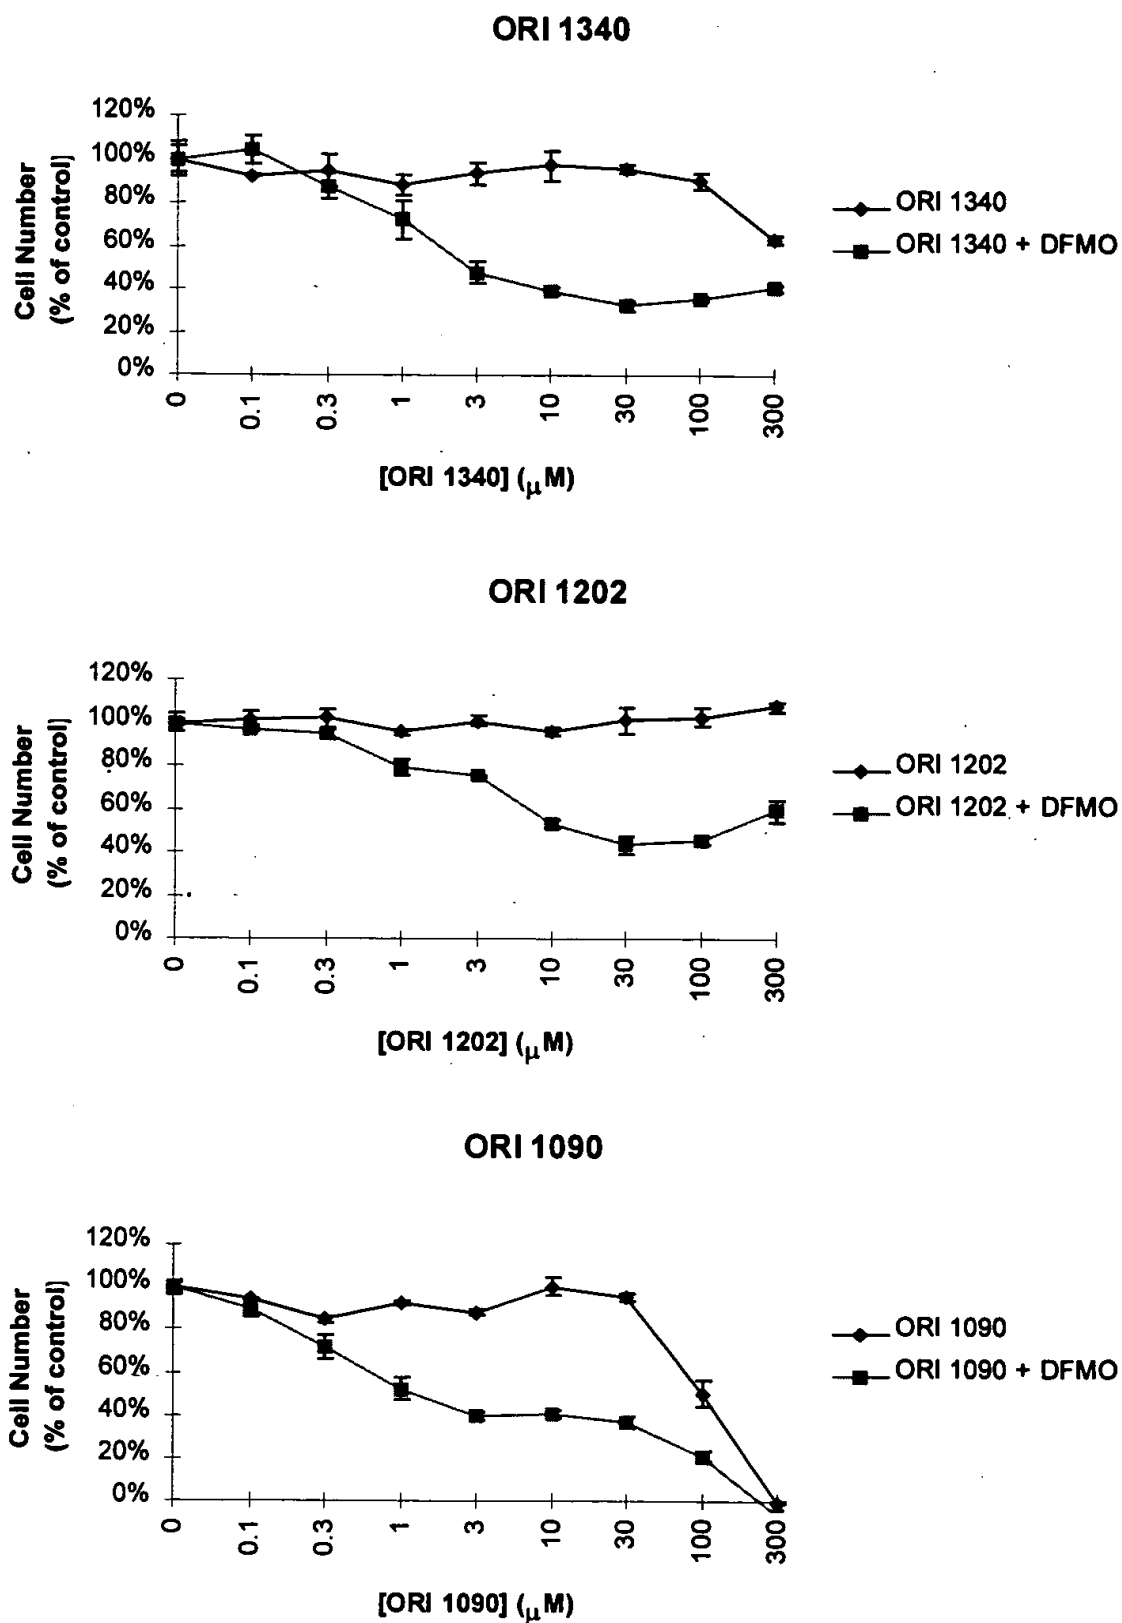 ORI 1340
120%
100%
80%
60%
40%
20%
0%
Cell Number
(% of control)
0 0.1 0.3 1 3 10 30 100 300
[ORI 1340] (μM)
ORI 1340
ORI 1340 + DFMO
ORI 1202
120%
100%
80%
60%
40%
20%
0%
Cell Number
(% of control)
0 0.1 0.3 1 3 10 30 100 300
[ORI 1202] (μM)
ORI 1202
ORI 1202 + DFMO
ORI 1090
120%
100%
80%
60%
40%
20%
0%
Cell Number
(% of control)
0 0.1 0.3 1 3 10 30 100 300
[ORI 1090] (μM)
ORI 1090
ORI 1090 + DFMO